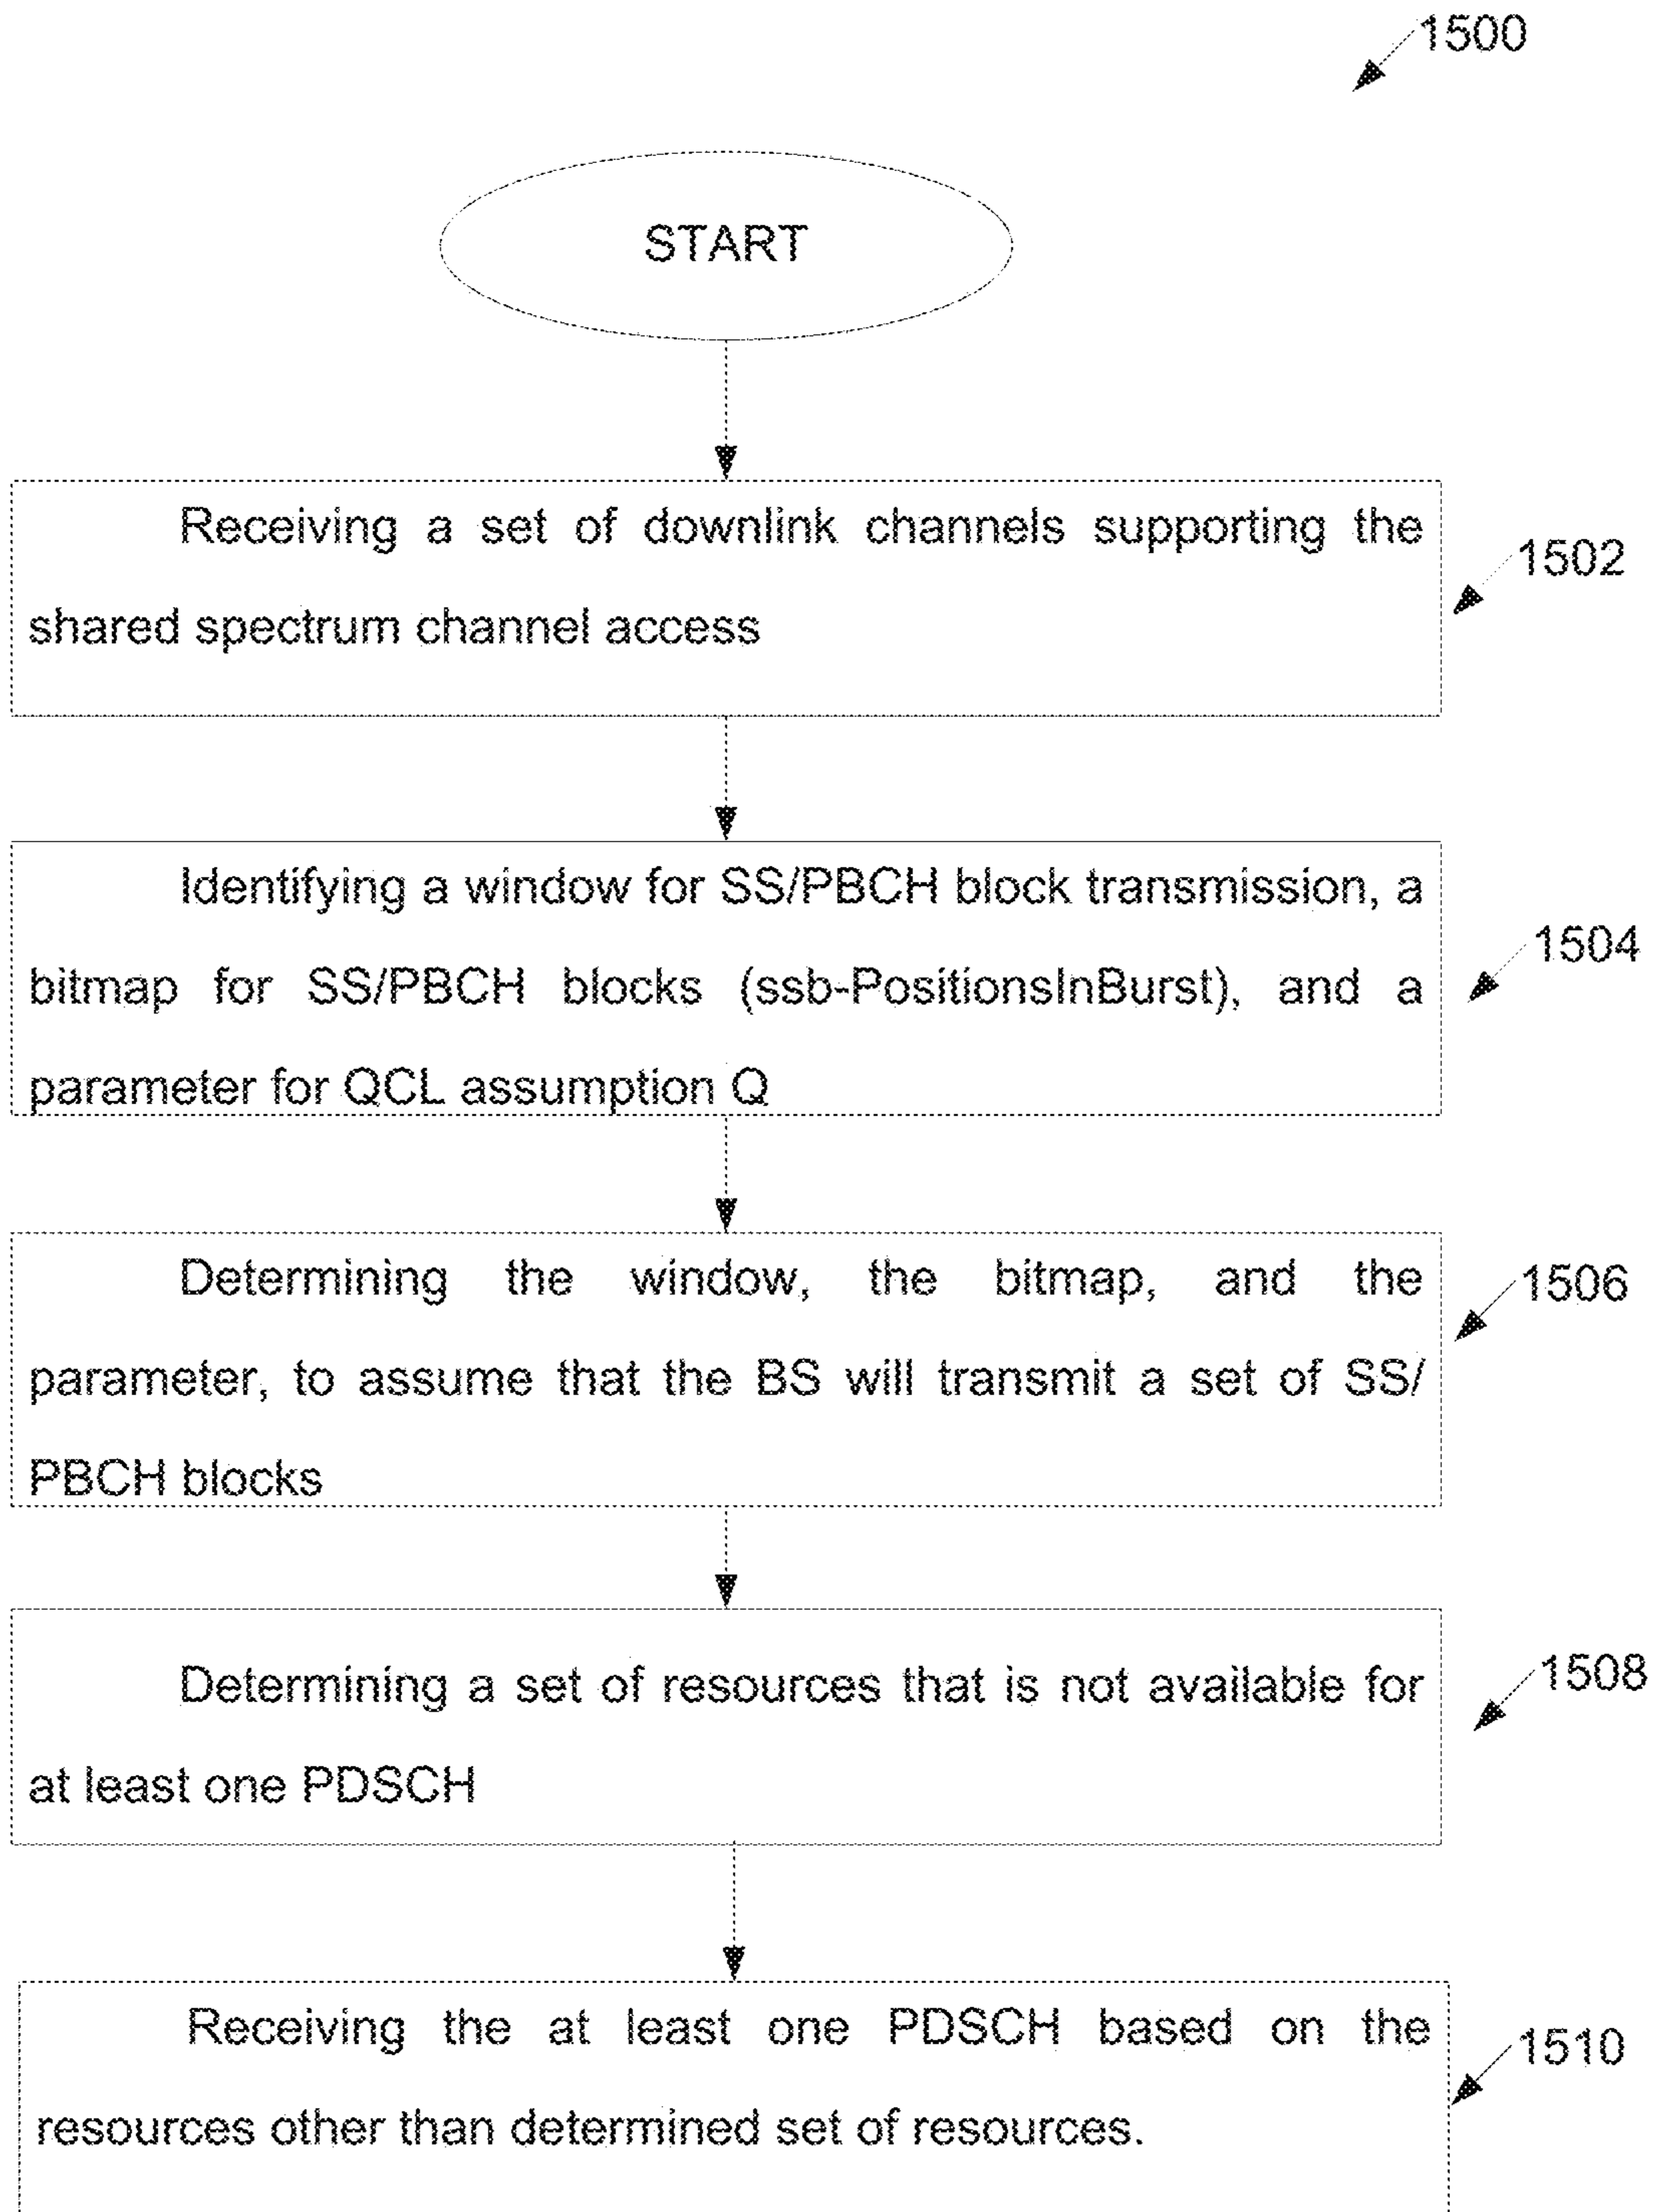 1500
START
Receiving a set of downlink channels supporting the
shared spectrum channel access
1502
Identifying a window for SS/PBCH block transmission, a
bitmap for SS/PBCH blocks (ssb-PositionsInBurst), and a
parameter for QCL assumption Q
1504
Determining the window, the bitmap, and the
parameter, to assume that the BS will transmit a set of SS/
PBCH blocks
1506
Determining a set of resources that is not available for
at least one PDSCH
1508
Receiving the at least one PDSCH based on the
resources other than determined set of resources.
1510